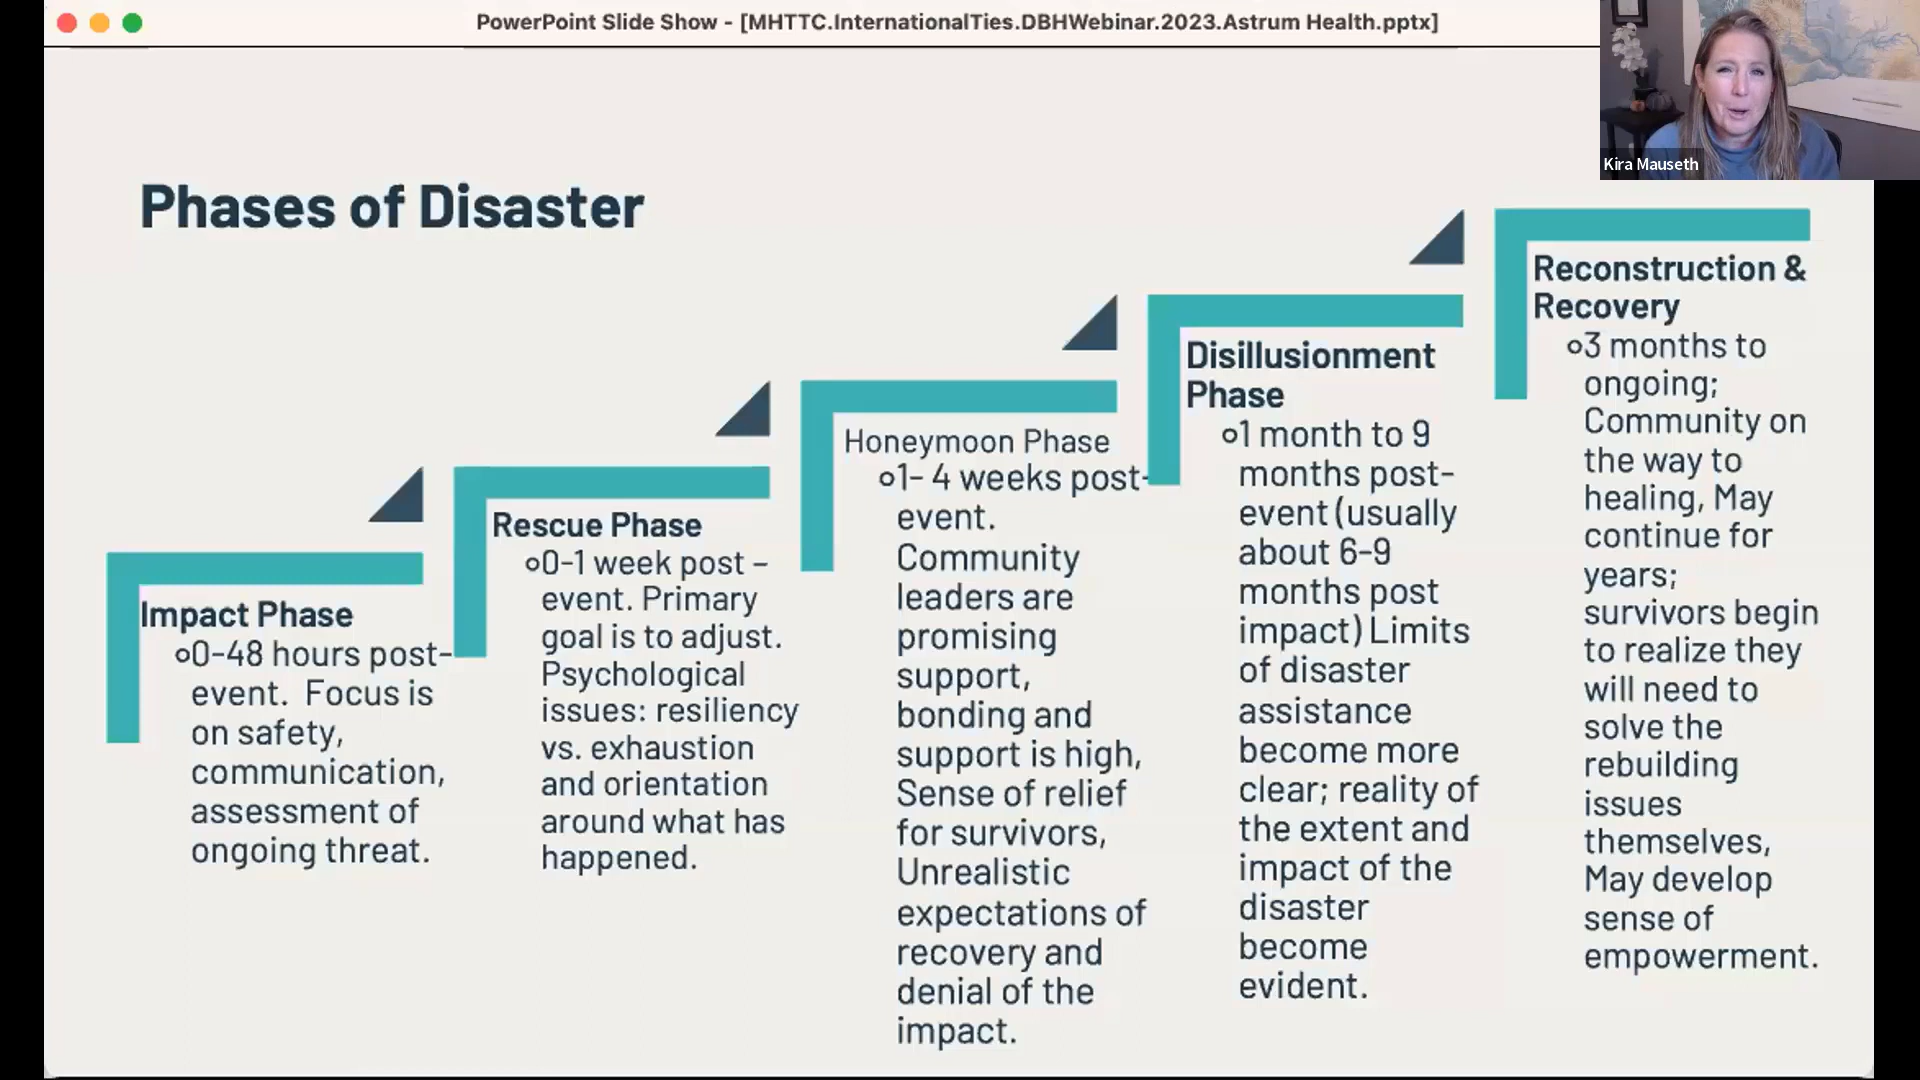 PowerPoint Slide Show - [MHTTC.InternationalTies.DBHWebinar.2023.Astrum Health.pptx]
Kira Mauseth
Phases of Disaster
Impact Phase
0-48 hours post-
event.  Focus is
on safety,
communication,
assessment of
ongoing threat.
Rescue Phase
0-1 week post –
event. Primary
goal is to adjust.
Psychological
issues: resiliency
vs. exhaustion
and orientation
around what has
happened.
Honeymoon Phase
1- 4 weeks post-
event.
Community
leaders are
promising
support,
bonding and
support is high,
Sense of relief
for survivors,
Unrealistic
expectations of
recovery and
denial of the
impact.
Disillusionment
Phase
1 month to 9
months post-
event (usually
about 6-9
months post
impact) Limits
of disaster
assistance
become more
clear; reality of
the extent and
impact of the
disaster
become
evident.
Reconstruction &
Recovery
3 months to
ongoing;
Community on
the way to
healing, May
continue for
years;
survivors begin
to realize they
will need to
solve the
rebuilding
issues
themselves,
May develop
sense of
empowerment.